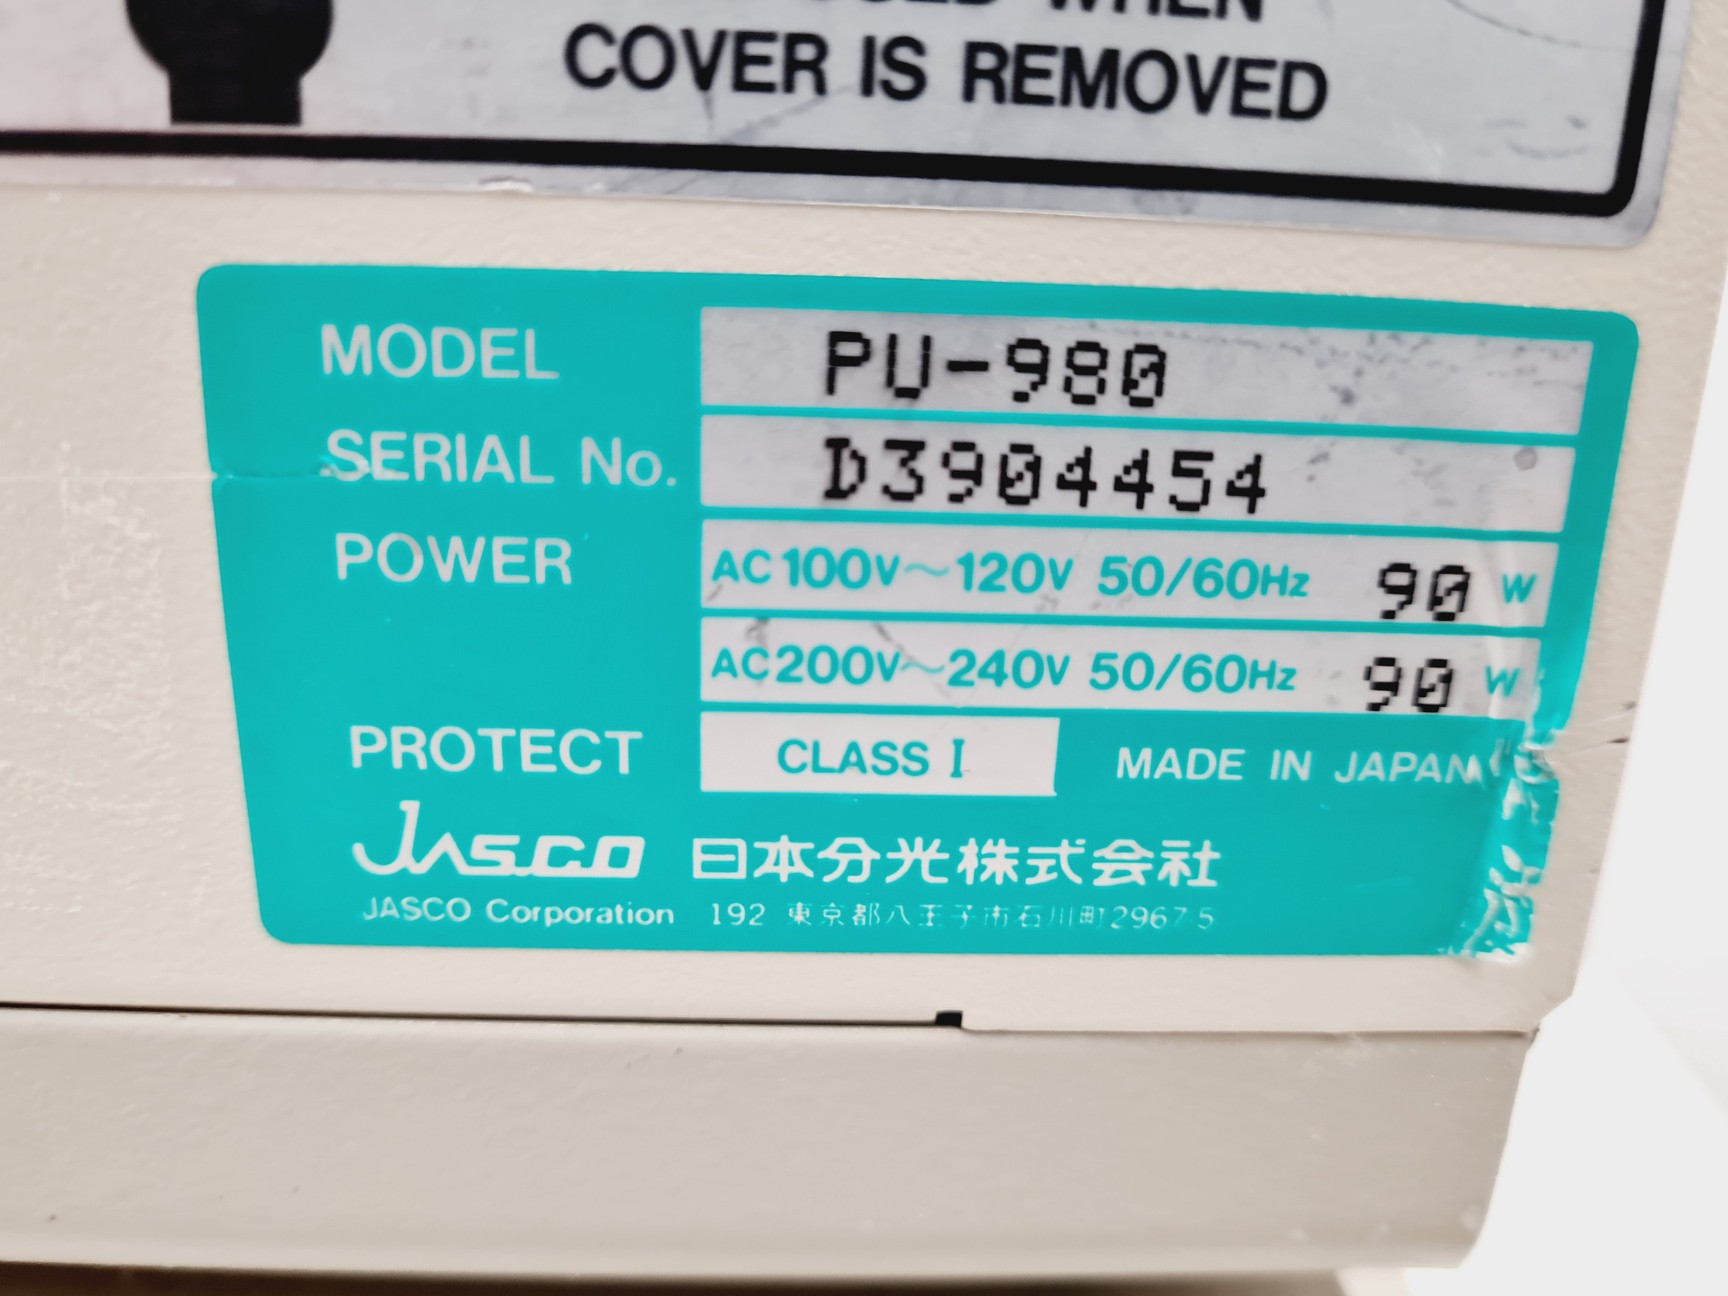 WHEN
COVER IS REMOVED
MODEL PU-980
SERIAL No. D3904454
POWER AC100V～120V 50/60Hz 90 W
AC200V～240V 50/60Hz 90 W
PROTECT CLASS I MADE IN JAPAN
JASCO 日本分光株式会社
JASCO Corporation 192 東京都八王子市石川町2967-5